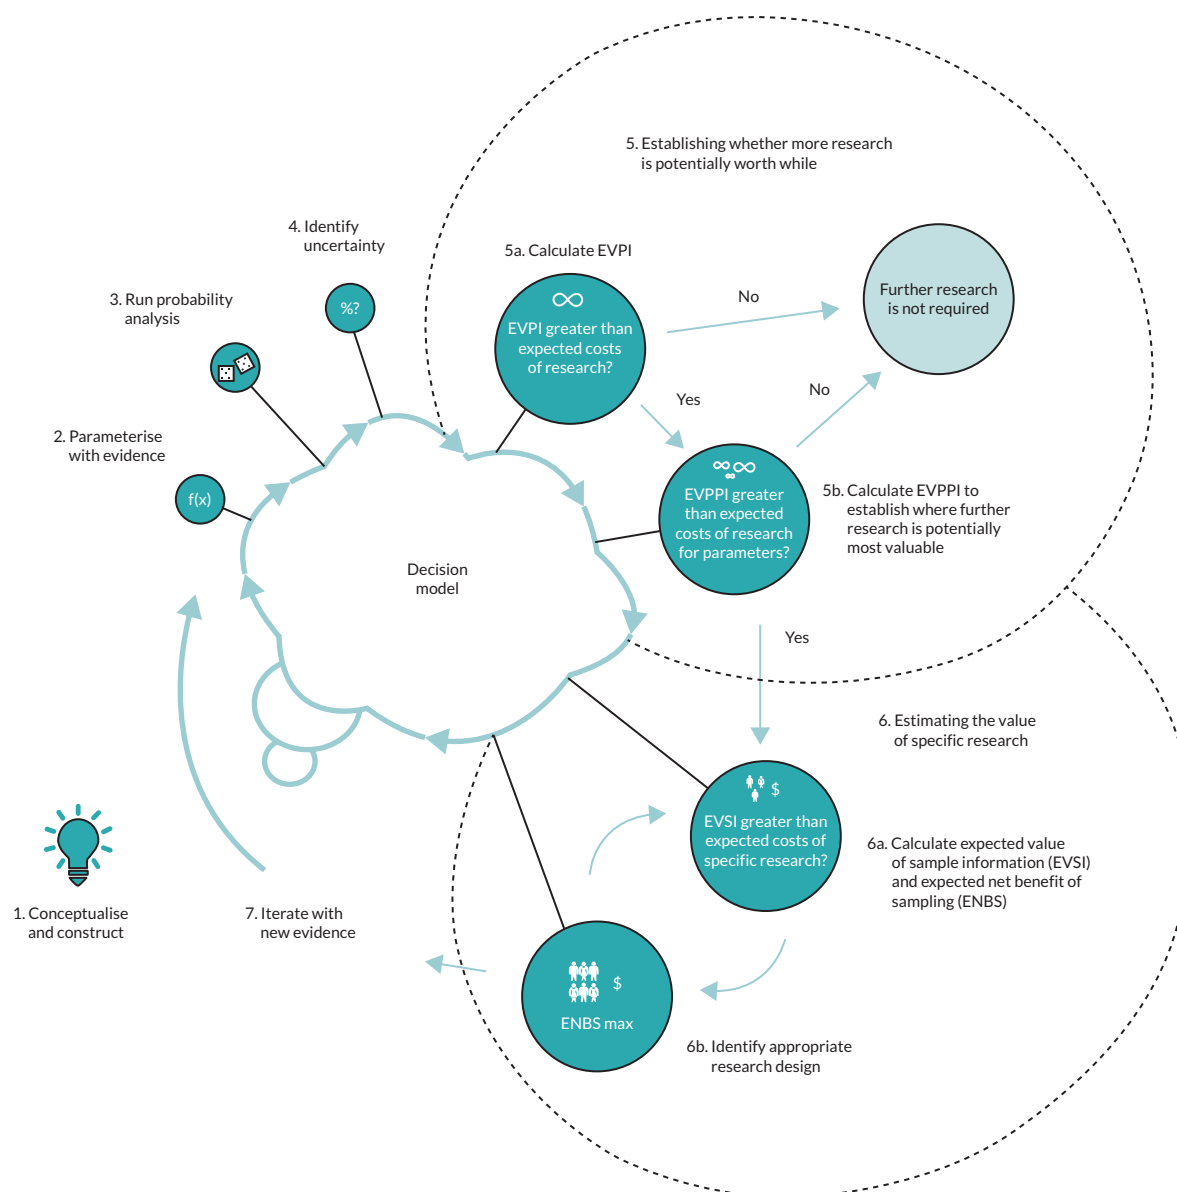 5. Establishing whether more research
is potentially worth while
4. Identify
uncertainty
5a. Calculate EVPI
3. Run probability
analysis
%?
EVPI greater than
expected costs
of research?
No
Further research
is not required
Yes
No
2. Parameterise
with evidence
f(x)
EVPPI greater
than expected
costs of research
for parameters?
5b. Calculate EVPPI to
establish where further
research is potentially
most valuable
Decision
model
Yes
6. Estimating the value
of specific research
$
EVSI greater than
expected costs of
specific research?
6a. Calculate expected value
of sample information (EVSI)
and expected net benefit of
sampling (ENBS)
1. Conceptualise
and construct
7. Iterate with
new evidence
$
ENBS max
6b. Identify appropriate
research design